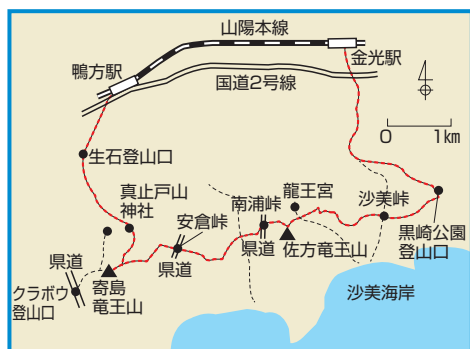 山陽本線
鴨方駅
金光駅
国道2号線
0 1km
生石登山口
真止戸山
神社
安倉峠
南浦峠
龍王宮
沙美峠
県道
県道
県道
佐方竜王山
黒崎公園
登山口
クラボウ
登山口
寄島
竜王山
沙美海岸